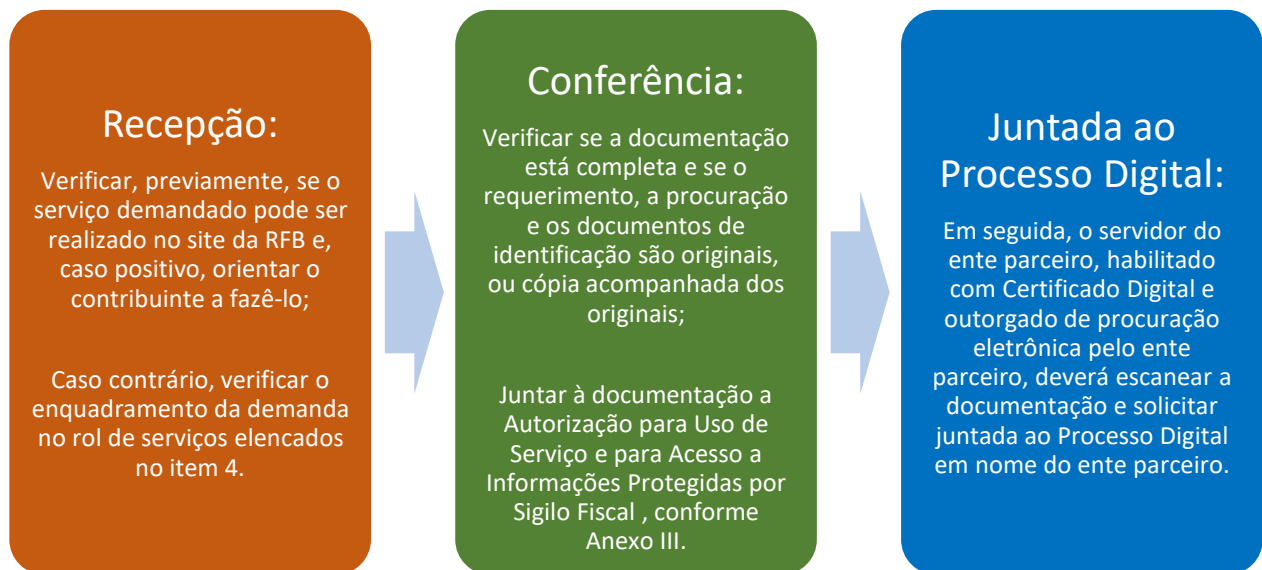 Recepção:
Verificar, previamente, se o
serviço demandado pode ser
realizado no site da RFB e,
caso positivo, orientar o
contribuinte a fazê-lo;
Caso contrário, verificar o
enquadramento da demanda
no rol de serviços elencados
no item 4.
Conferência:
Verificar se a documentação
está completa e se o
requerimento, a procuração
e os documentos de
identificação são originais,
ou cópia acompanhada dos
originais;
Juntar à documentação a
Autorização para Uso de
Serviço e para Acesso a
Informações Protegidas por
Sigilo Fiscal , conforme
Anexo III.
Juntada ao
Processo Digital:
Em seguida, o servidor do
ente parceiro, habilitado
com Certificado Digital e
outorgado de procuração
eletrônica pelo ente
parceiro, deverá escanear a
documentação e solicitar
juntada ao Processo Digital
em nome do ente parceiro.